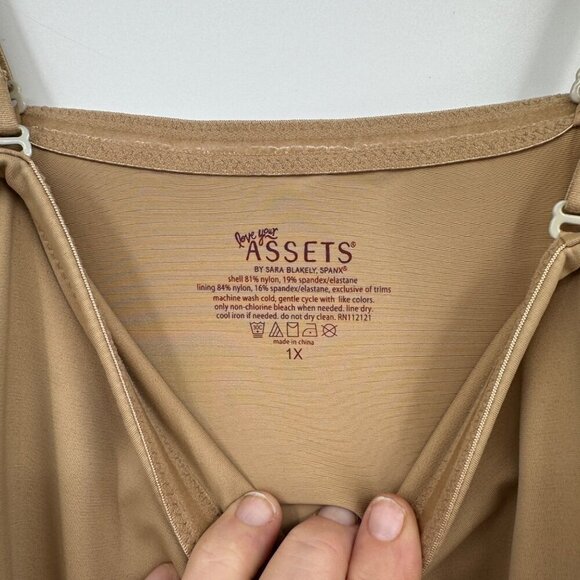 love your
ASSETS®
BY SARA BLAKELY, SPANX®
shell 81% nylon, 19% spandex/elastane
lining 84% nylon, 16% spandex/elastane, exclusive of trims
machine wash cold, gentle cycle with like colors.
only non-chlorine bleach when needed. line dry.
cool iron if needed. do not dry clean. RN112121
made in china
1X